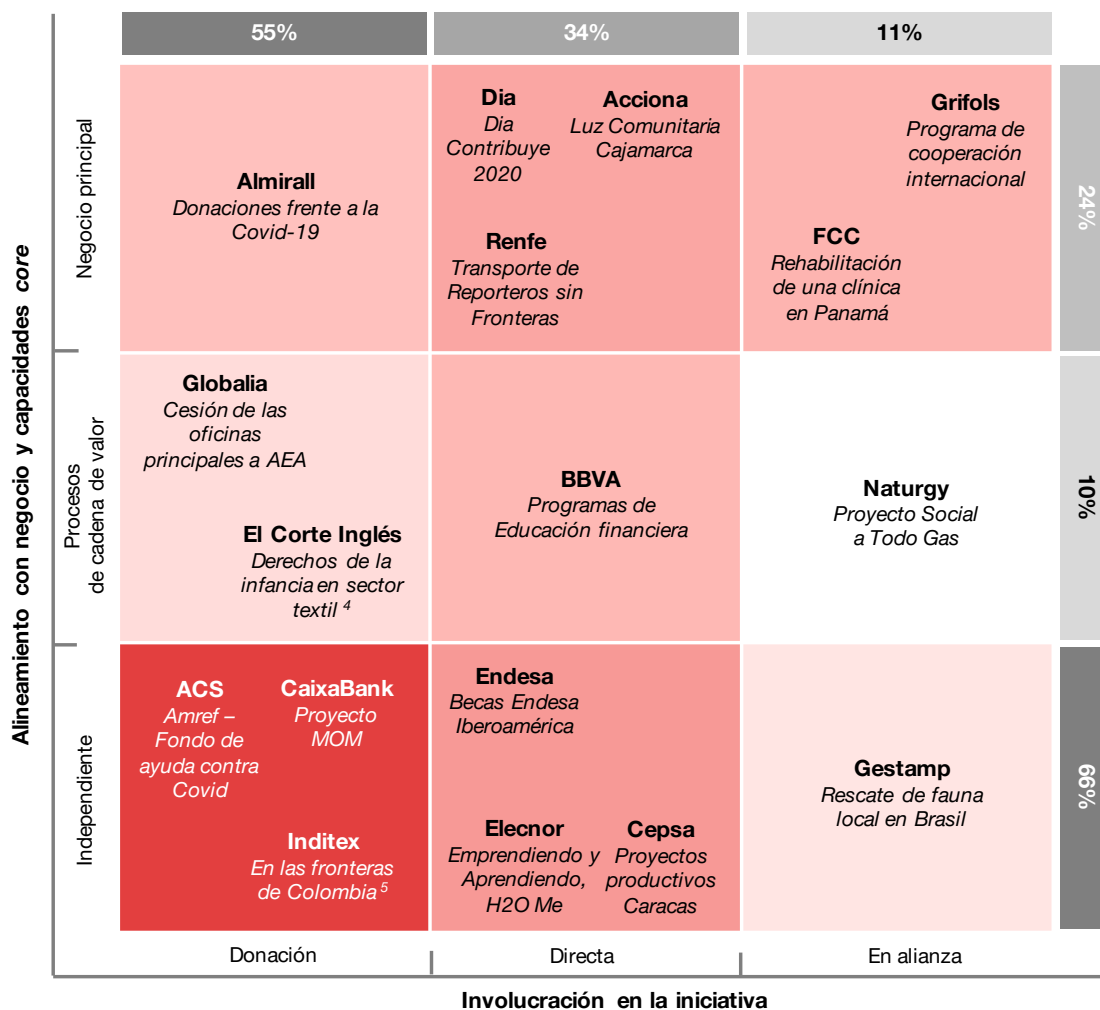 55%
34%
11%
Alineamiento con negocio y capacidades core
Negocio principal
Almirall
Donaciones frente a la
Covid-19
Dia
Dia
Contribuye
2020
Acciona
Luz Comunitaria
Cajamarca
Renfe
Transporte de
Reporteros sin
Fronteras
Grifols
Programa de
cooperación
internacional
FCC
Rehabilitación
de una clínica
en Panamá
24%
Procesos
de cadena de valor
Globalia
Cesión de las
oficinas
principales a AEA
El Corte Inglés
Derechos de la
infancia en sector
textil 4
BBVA
Programas de
Educación financiera
Naturgy
Proyecto Social
a Todo Gas
10%
Independiente
ACS
Amref –
Fondo de
ayuda contra
Covid
CaixaBank
Proyecto
MOM
Inditex
En las fronteras
de Colombia 5
Endesa
Becas Endesa
Iberoamérica
Elecnor
Emprendiendo y
Aprendiendo,
H2O Me
Cepsa
Proyectos
productivos
Caracas
Gestamp
Rescate de fauna
local en Brasil
66%
Donación
Directa
En alianza
Involucración en la iniciativa